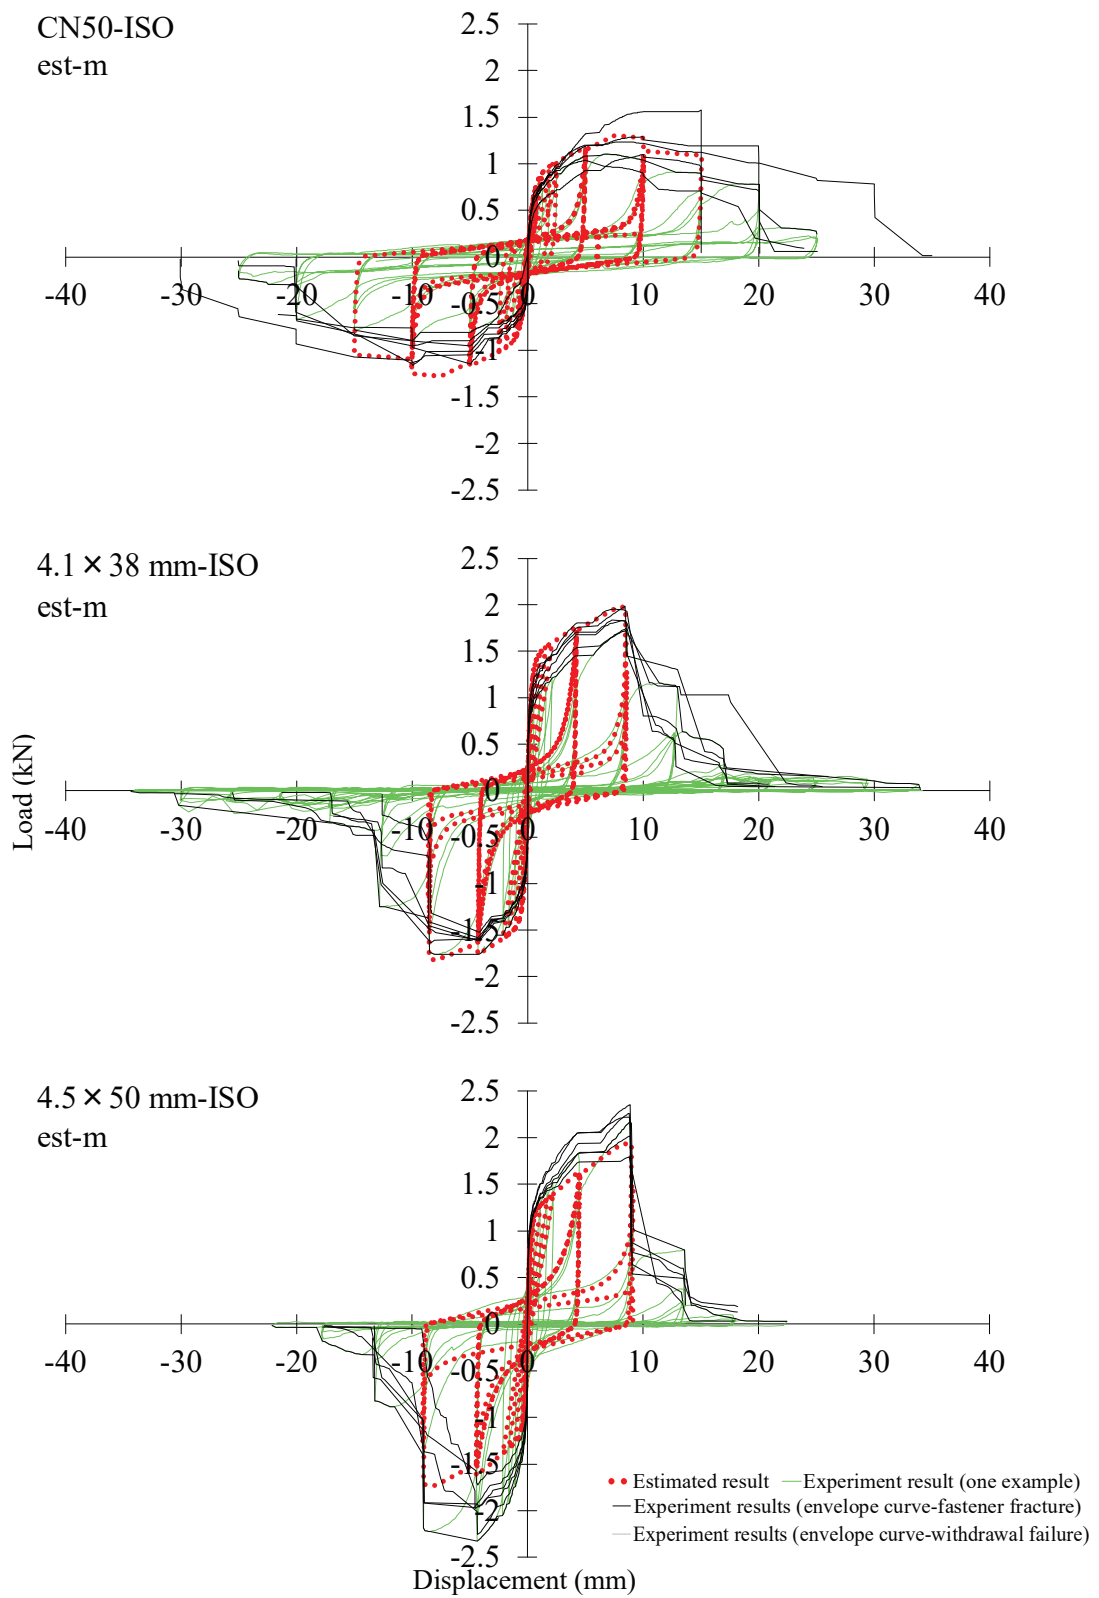 CN50-ISO
est-m
2.5
2
1.5
1
0.5
0
-40 -30 -20 -10 0 10 20 30 40
-0.5
-1
-1.5
-2
-2.5
4.1×38 mm-ISO
est-m
2.5
2
1.5
1
0.5
0
-40 -30 -20 -10 0 10 20 30 40
-0.5
-1
-1.5
-2
-2.5
Load (kN)
4.5×50 mm-ISO
est-m
2.5
2
1.5
1
0.5
0
-40 -30 -20 -10 0 10 20 30 40
-0.5
-1
-1.5
-2
-2.5
Estimated result Experiment result (one example)
Experiment results (envelope curve-fastener fracture)
Experiment results (envelope curve-withdrawal failure)
Displacement (mm)